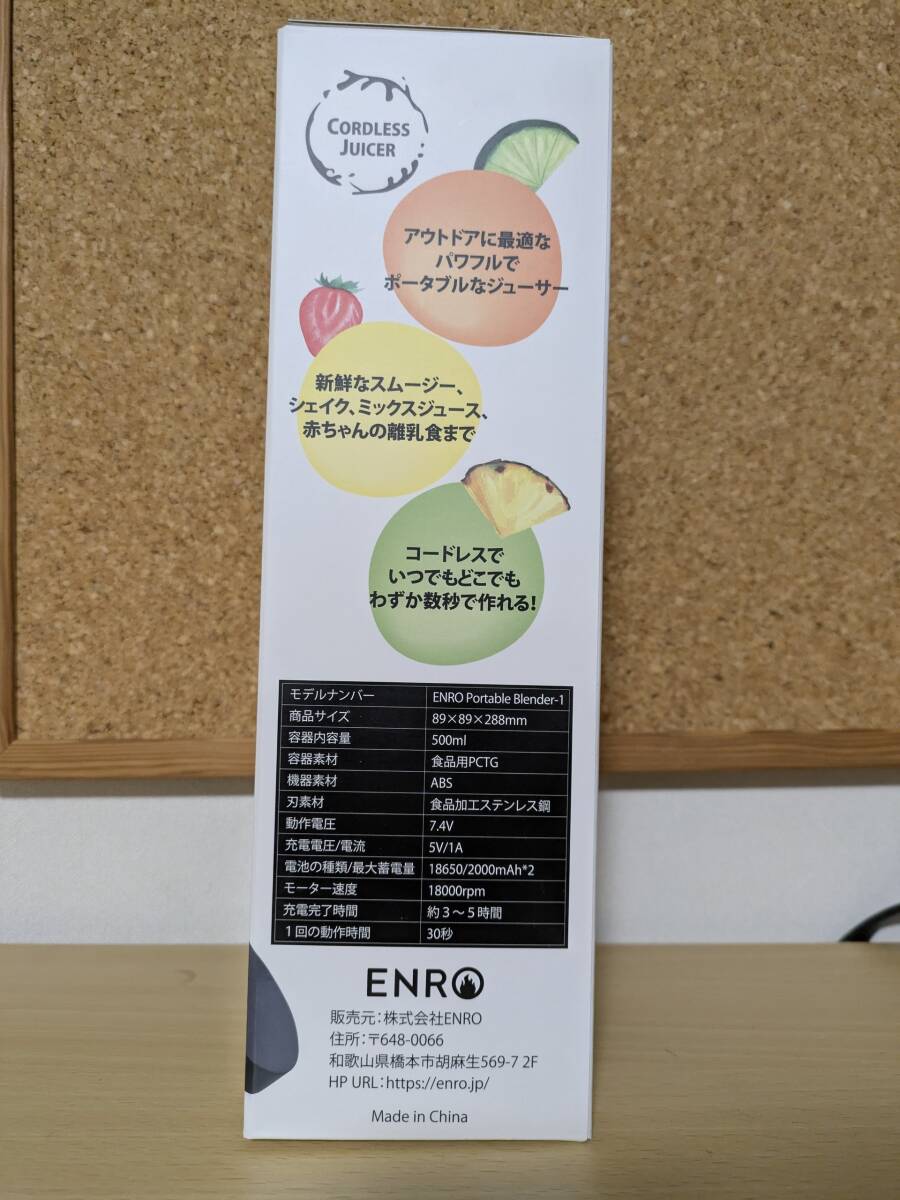 CORDLESS
JUICER
アウトドアに最適な
パワフルで
ポータブルなジューサー
新鮮なスムージー、
シェイク、ミックスジュース、
赤ちゃんの離乳食まで
コードレスで
いつでもどこでも
わずか数秒で作れる!
モデルナンバー ENRO Portable Blender-1
商品サイズ 89×89×288mm
容器内容量 500ml
容器素材 食品用PCTG
機器素材 ABS
刃素材 食品加工ステンレス鋼
動作電圧 7.4V
充電電圧/電流 5V/1A
電池の種類/最大蓄電量 18650/2000mAh*2
モーター速度 18000rpm
充電完了時間 約3～5時間
1回の動作時間 30秒
ENRO
販売元:株式会社ENRO
住所:〒648-0066
和歌山県橋本市胡麻生569-7 2F
HP URL:https://enro.jp/
Made in China